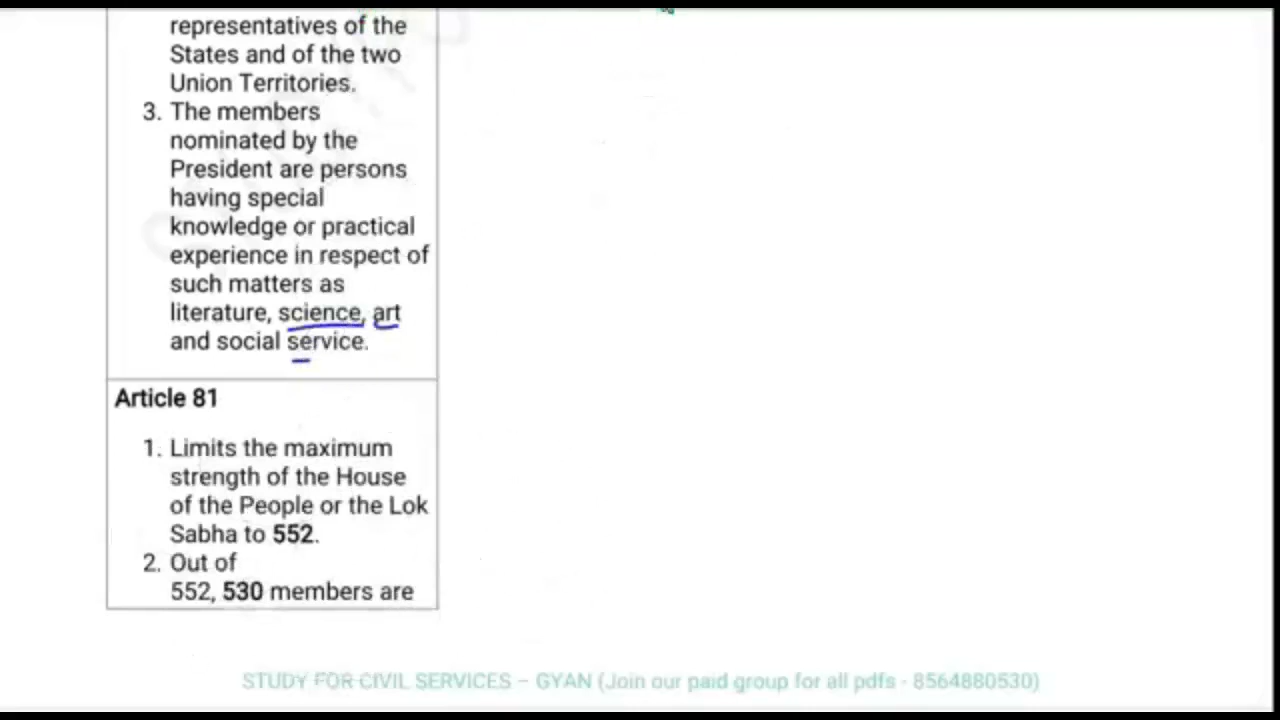 representatives of the
States and of the two
Union Territories.
3. The members
nominated by the
President are persons
having special
knowledge or practical
experience in respect of
such matters as
literature, science, art
and social service.
Article 81
1. Limits the maximum
strength of the House
of the People or the Lok
Sabha to 552.
2. Out of
552, 530 members are
STUDY FOR CIVIL SERVICES – GYAN (Join our paid group for all pdfs - 8564880530)